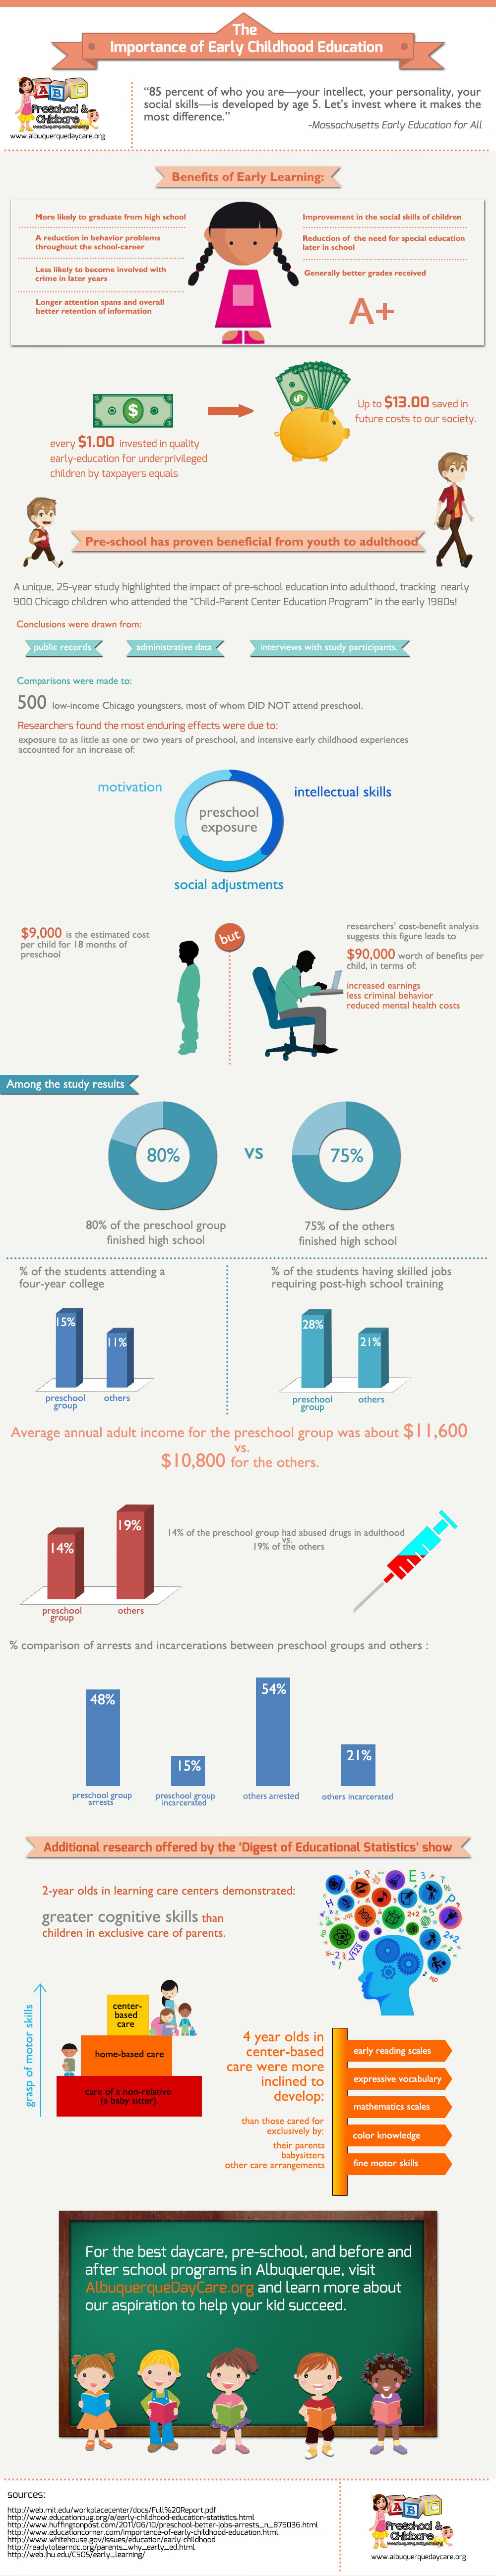 The
Importance of Early Childhood Education
ABC
Preschool &
Childcare
www.albuquerquedaycare.org
www.albuquerquedaycare.org
“85 percent of who you are—your intellect, your personality, your
social skills—is developed by age 5. Let’s invest where it makes the
most difference.”
-Massachusetts Early Education for All
Benefits of Early Learning:
More likely to graduate from high school
A reduction in behavior problems
throughout the school-career
Less likely to become involved with
crime in later years
Longer attention spans and overall
better retention of information
Improvement in the social skills of children
Reduction of the need for special education
later in school
Generally better grades received
A+
every $1.00 invested in quality
early-education for underprivileged
children by taxpayers equals
Up to $13.00 saved in
future costs to our society.
Pre-school has proven beneficial from youth to adulthood
A unique, 25-year study highlighted the impact of pre-school education into adulthood, tracking nearly
900 Chicago children who attended the “Child-Parent Center Education Program” in the early 1980s!
Conclusions were drawn from:
public records
administrative data
interviews with study participants.
Comparisons were made to:
500 low-income Chicago youngsters, most of whom DID NOT attend preschool.
Researchers found the most enduring effects were due to:
exposure to as little as one or two years of preschool, and intensive early childhood experiences
accounted for an increase of:
motivation
intellectual skills
preschool
exposure
social adjustments
$9,000 is the estimated cost
per child for 18 months of
preschool
but
researchers’ cost-benefit analysis
suggests this figure leads to
$90,000 worth of benefits per
child, in terms of:
increased earnings
less criminal behavior
reduced mental health costs
Among the study results
80%
vs
75%
80% of the preschool group
finished high school
75% of the others
finished high school
% of the students attending a
four-year college
15%
11%
preschool
group
others
% of the students having skilled jobs
requiring post-high school training
28%
21%
preschool
group
others
Average annual adult income for the preschool group was about $11,600
vs.
$10,800 for the others.
14%
19%
preschool
group
others
14% of the preschool group had abused drugs in adulthood
vs.
19% of the others
% comparison of arrests and incarcerations between preschool groups and others :
48%
15%
54%
21%
preschool group
arrests
preschool group
incarcerated
others arrested
others incarcerated
Additional research offered by the ‘Digest of Educational Statistics’ show
2-year olds in learning care centers demonstrated:
greater cognitive skills than
children in exclusive care of parents.
grasp of motor skills
center-
based
care
home-based care
care of a non-relative
(a baby sitter).
4 year olds in
center-based
care were more
inclined to
develop:
than those cared for
exclusively by:
their parents
babysitters
other care arrangements
early reading scales
expressive vocabulary
mathematics scales
color knowledge
fine motor skills
For the best daycare, pre-school, and before and
after school programs in Albuquerque, visit
AlbuquerqueDayCare.org and learn more about
our aspiration to help your kid succeed.
sources:
http://web.mit.edu/workplacecenter/docs/Full%20Report.pdf
http://www.educationbug.org/a/early-childhood-education-statistics.html
http://www.huffingtonpost.com/2011/06/10/preschool-better-jobs-arrests_n_875036.html
http://www.educationcorner.com/importance-of-early-childhood-education.html
http://www.whitehouse.gov/issues/education/early-childhood
http://readytolearndc.org/parents_why_early_ed.html
http://web.jhu.edu/CSOS/early_learning/
ABC
Preschool &
Childcare
www.albuquerquedaycare.org
www.albuquerquedaycare.org